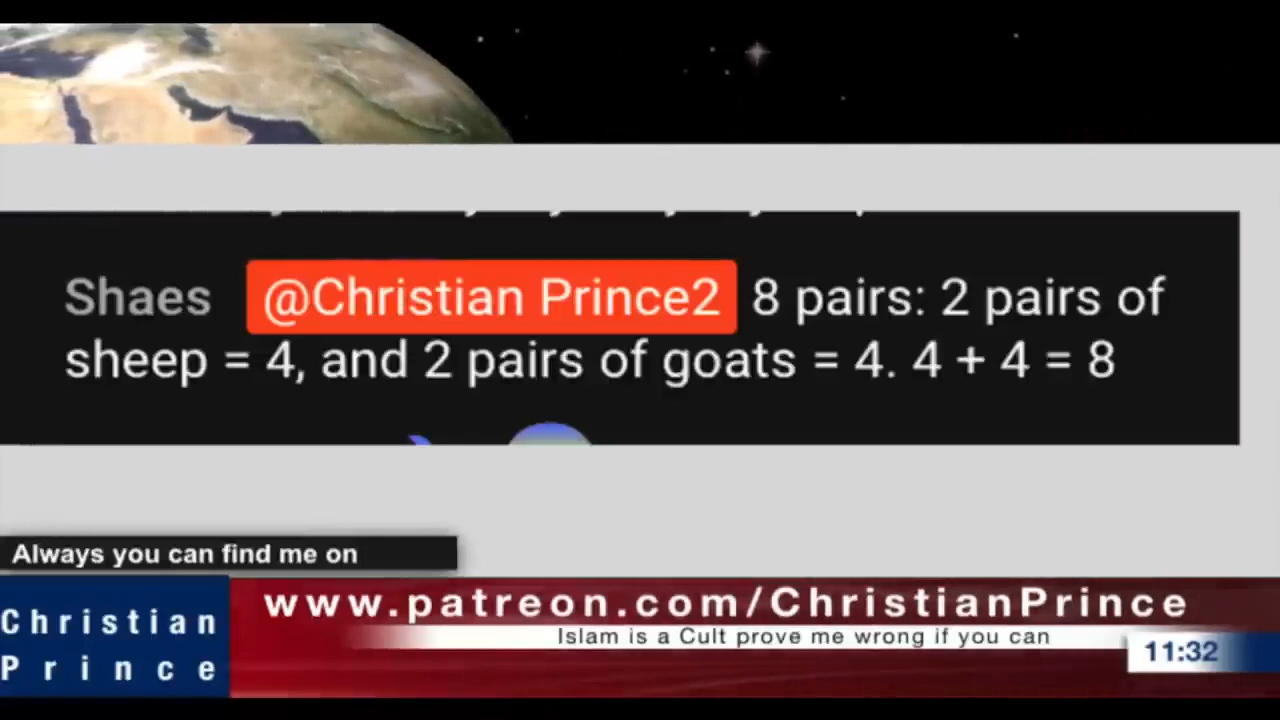 Shaes @Christian Prince2 8 pairs: 2 pairs of
sheep = 4, and 2 pairs of goats = 4. 4 + 4 = 8
Always you can find me on
Christian
Prince
www.patreon.com/ChristianPrince
Islam is a Cult prove me wrong if you can
11:32